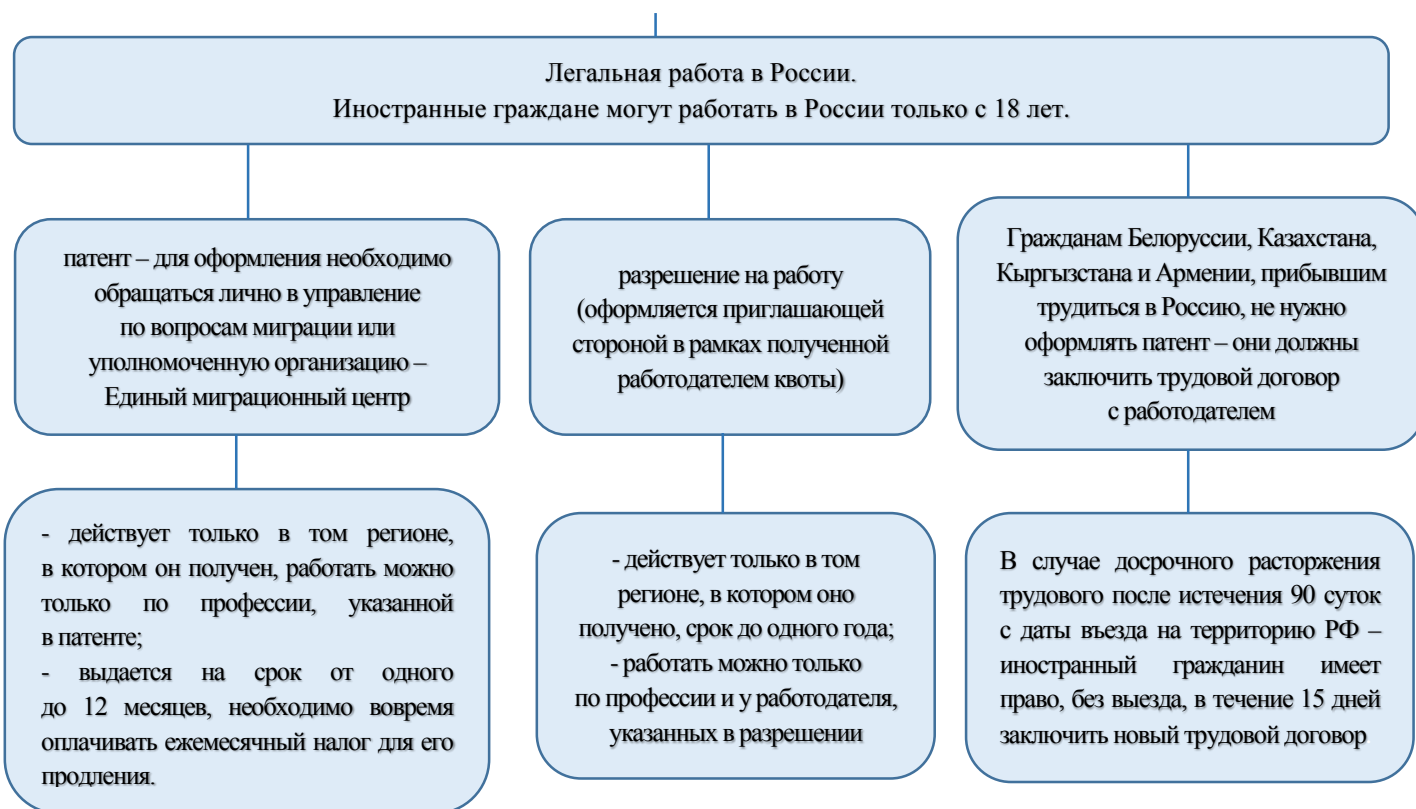 Легальная работа в России.
Иностранные граждане могут работать в России только с 18 лет.
патент – для оформления необходимо
обращаться лично в управление
по вопросам миграции или
уполномоченную организацию –
Единый миграционный центр
разрешение на работу
(оформляется приглашающей
стороной в рамках полученной
работодателем квоты)
Гражданам Белоруссии, Казахстана,
Кыргызстана и Армении, прибывшим
трудиться в Россию, не нужно
оформлять патент – они должны
заключить трудовой договор
с работодателем
- действует только в том регионе,
в котором он получен, работать можно
только по профессии, указанной
в патенте;
- выдается на срок от одного
до 12 месяцев, необходимо вовремя
оплачивать ежемесячный налог для его
продления.
- действует только в том
регионе, в котором оно
получено, срок до одного года;
- работать можно только
по профессии и у работодателя,
указанных в разрешении
В случае досрочного расторжения
трудового после истечения 90 суток
с даты въезда на территорию РФ –
иностранный гражданин имеет
право, без выезда, в течение 15 дней
заключить новый трудовой договор